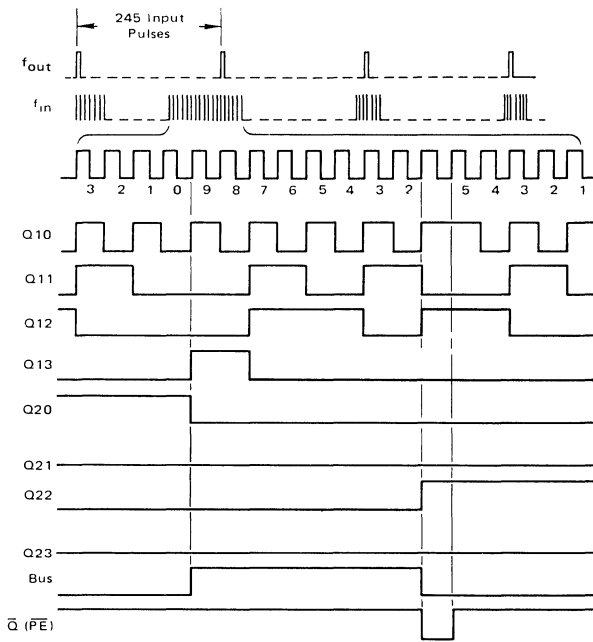 245 Input
Pulses
fout
fin
3 2 1 0 9 8 7 6 5 4 3 2 5 4 3 2 1
Q10
Q11
Q12
Q13
Q20
Q21
Q22
Q23
Bus
Q̅ (P̅E̅)